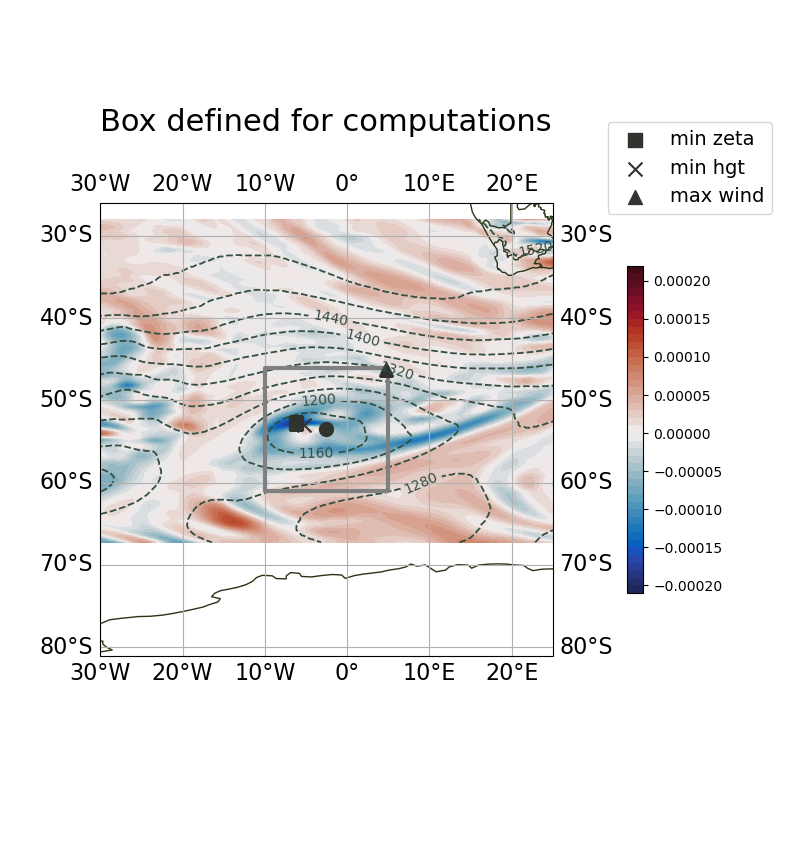 Box defined for computations
min zeta
min hgt
max wind
30°W 20°W 10°W 0° 10°E 20°E
30°S 30°S
40°S 40°S
50°S 50°S
60°S 60°S
70°S 70°S
80°S 80°S
30°W 20°W 10°W 0° 10°E 20°E
1520
1440
1400
1200
1160
1280
0.00020
0.00015
0.00010
0.00005
0.00000
−0.00005
−0.00010
−0.00015
−0.00020